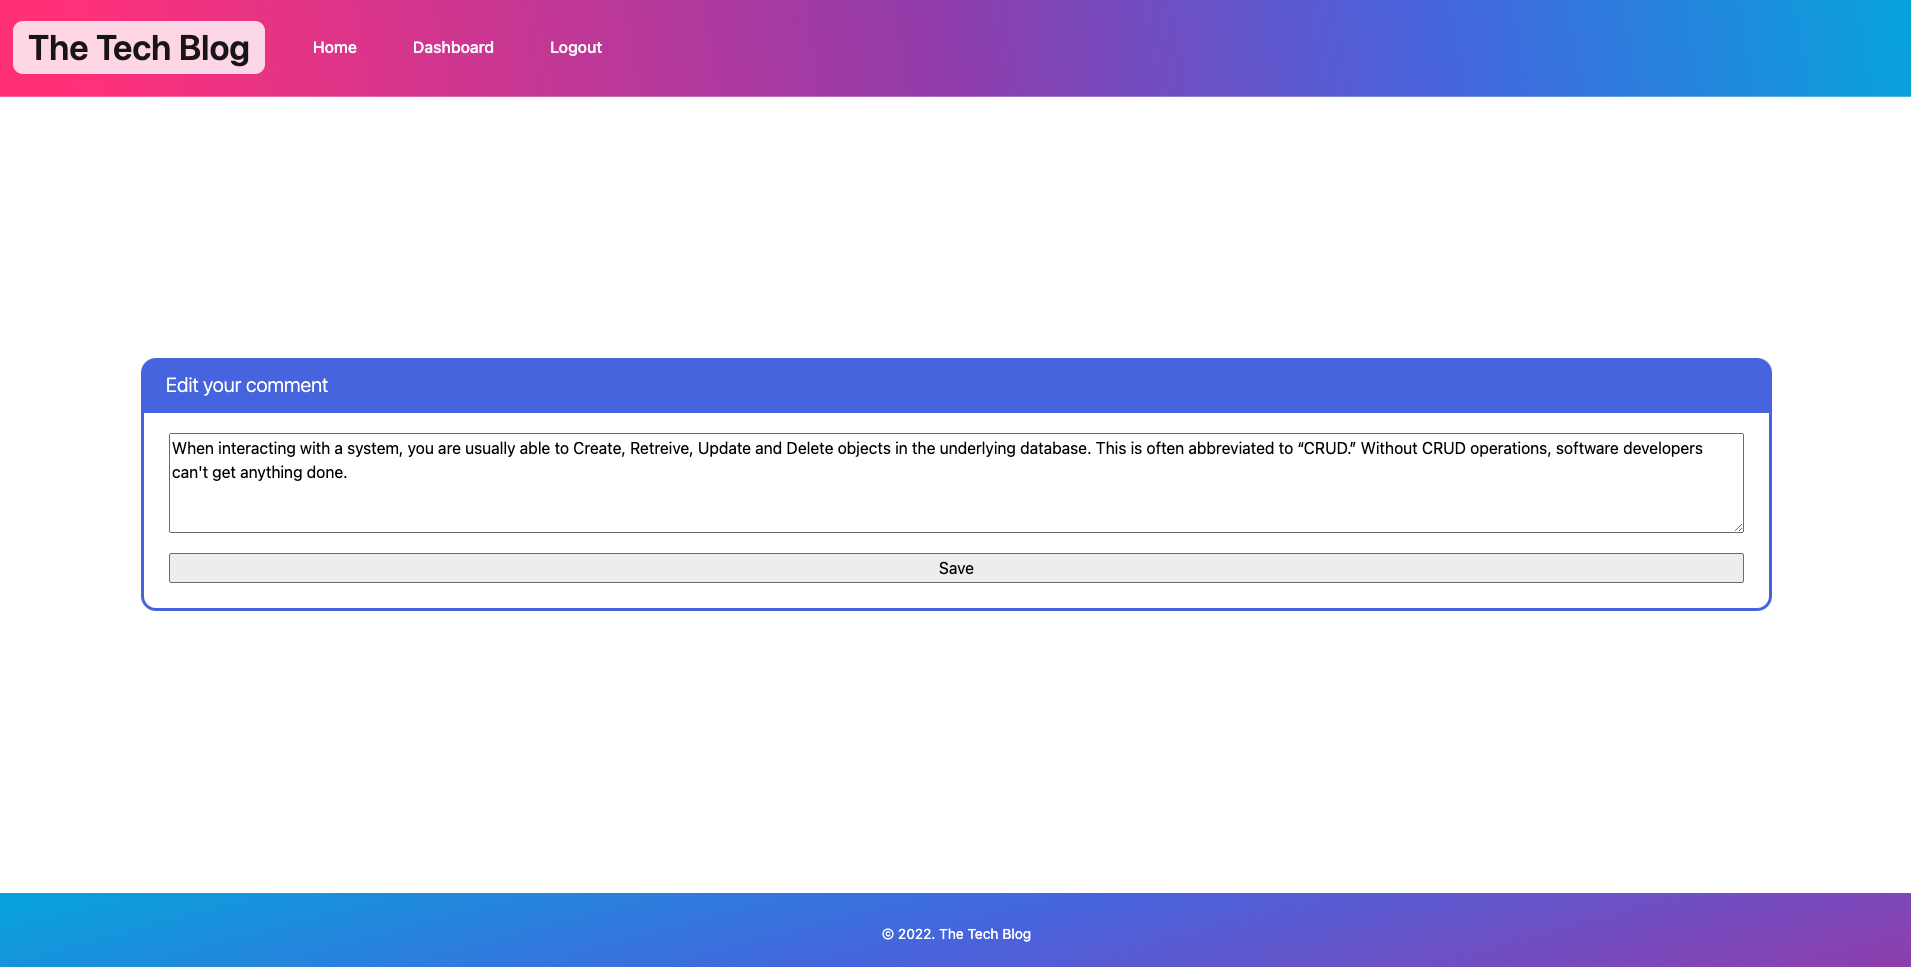 The Tech Blog
Home
Dashboard
Logout
Edit your comment
When interacting with a system, you are usually able to Create, Retreive, Update and Delete objects in the underlying database. This is often abbreviated to “CRUD.” Without CRUD operations, software developers
can't get anything done.
Save
© 2022. The Tech Blog